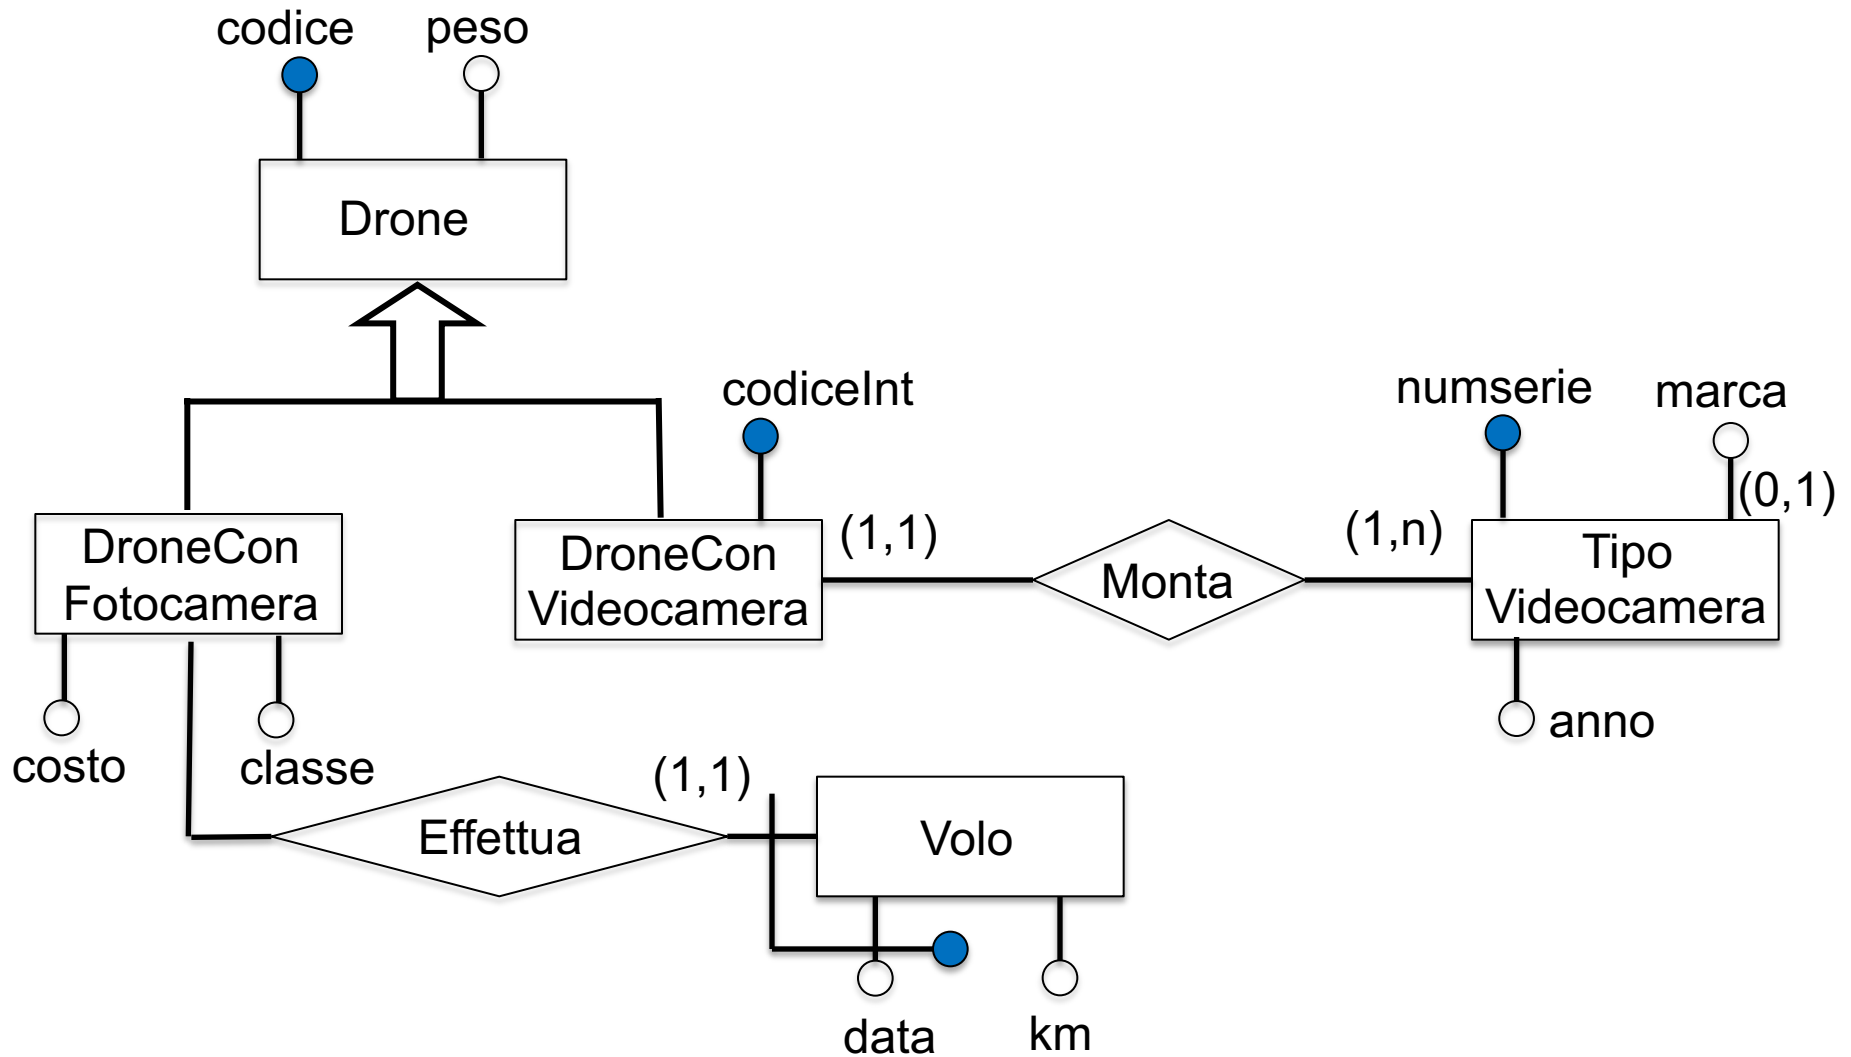 codice
peso
Drone
codiceInt
numserie
marca
(0,1)
DroneCon
Fotocamera
DroneCon
Videocamera
(1,1)
Monta
(1,n)
Tipo
Videocamera
costo
classe
anno
Effettua
(1,1)
Volo
data
km